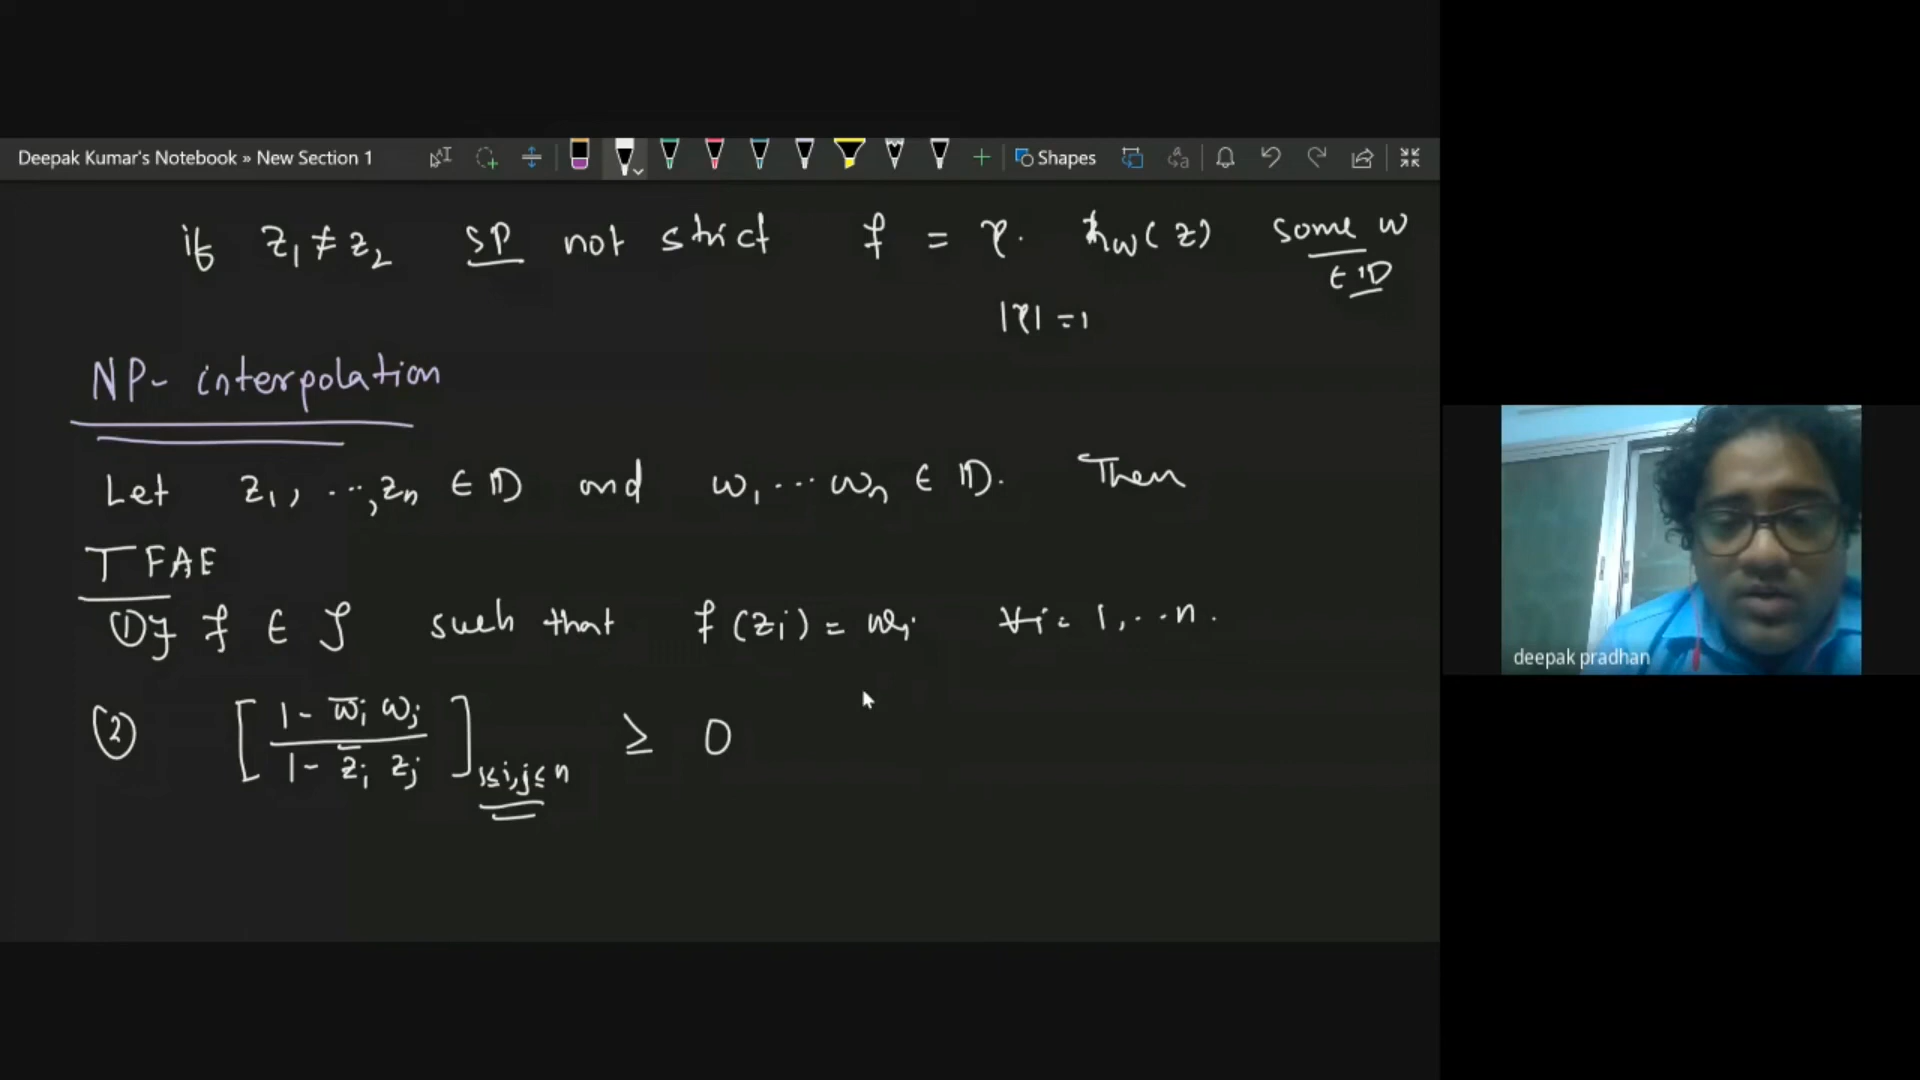 Deepak Kumar's Notebook » New Section 1
Shapes
if z₁ ≠ z₂ SP not strict f = η. ħw(z) some w
∈ 𝔻
|η| = 1
NP- interpolation
Let z₁, ..., zₙ ∈ 𝔻 and w₁ ... wₙ ∈ 𝔻. Then
TFAE
① ∃ f ∈ 𝒮 such that f(zᵢ) = wᵢ ∀i = 1, .. n.
② [ (1 - w̄ᵢ wⱼ) / (1 - z̄ᵢ zⱼ) ] 1≤i,j≤n ≥ 0
deepak pradhan